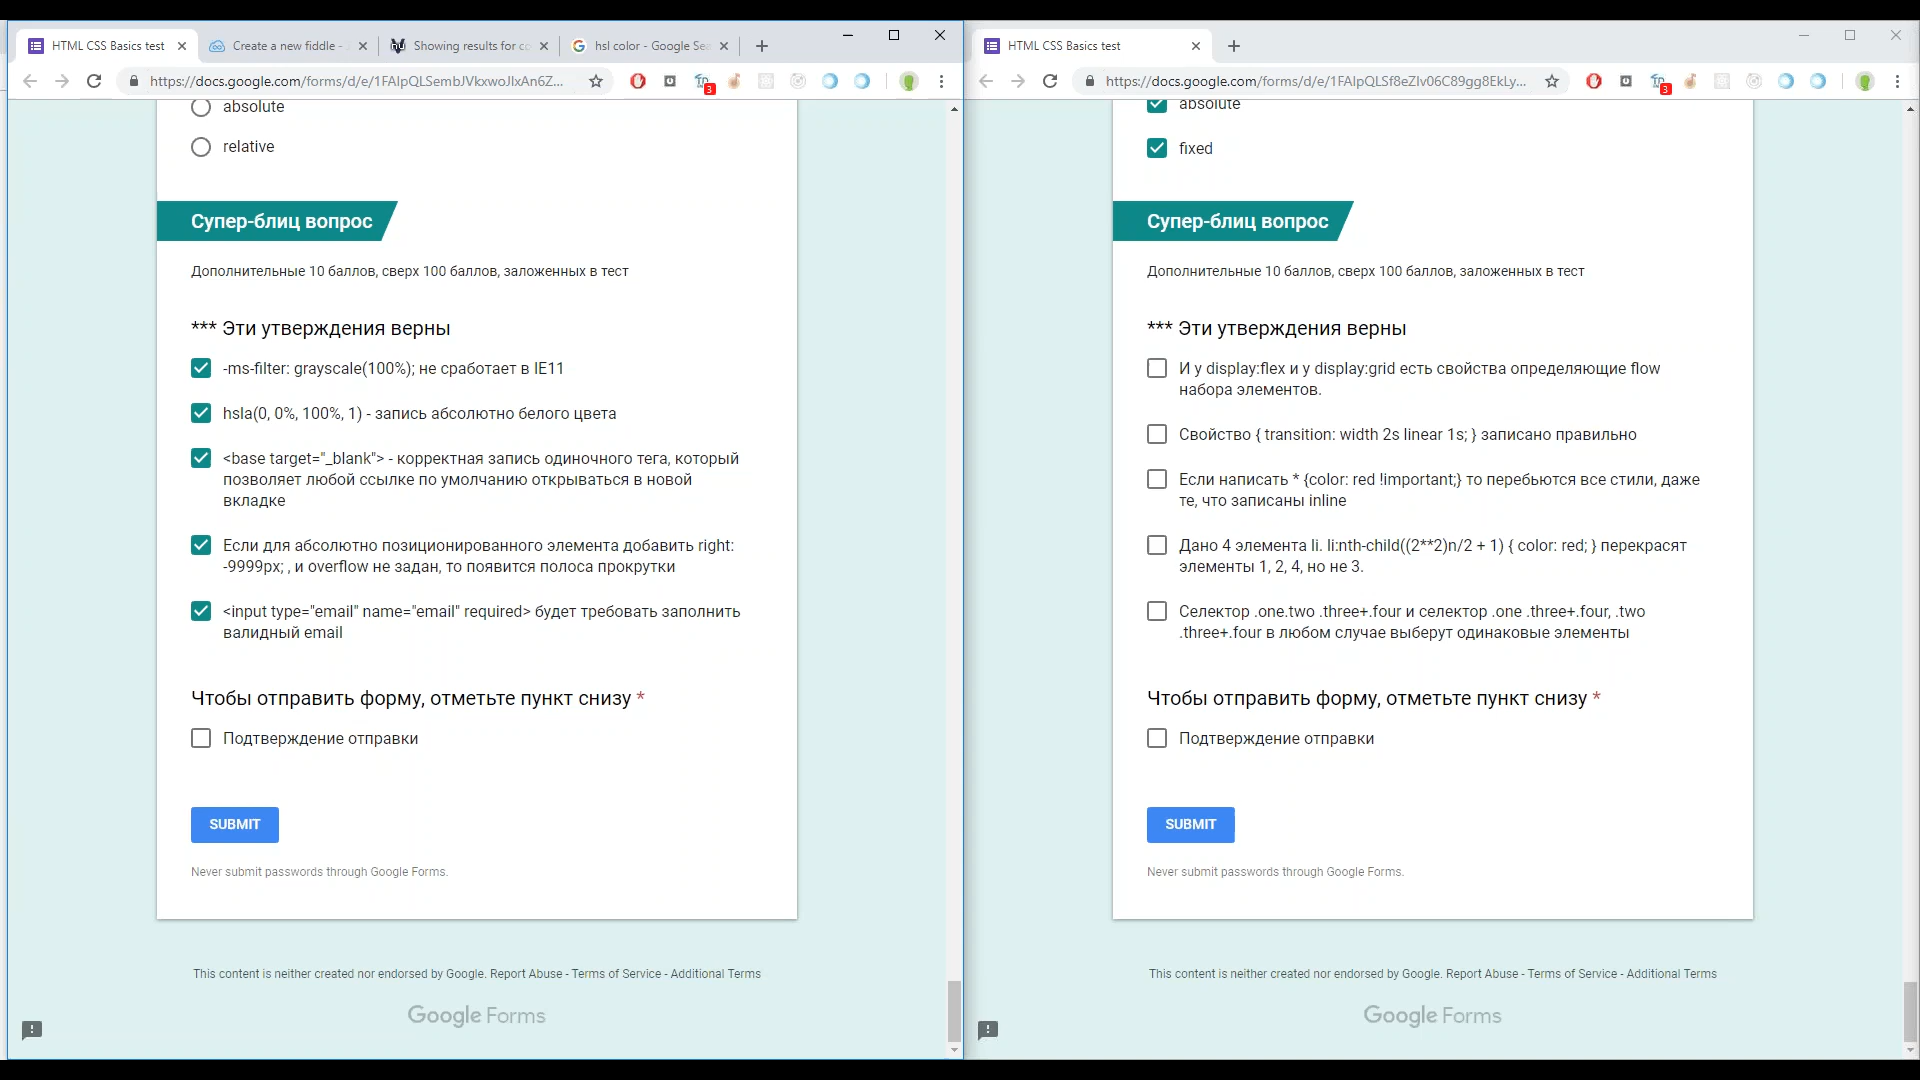 HTML CSS Basics test
Create a new fiddle -
Showing results for co
hsl color - Google Se
https://docs.google.com/forms/d/e/1FAIpQLSembJVkxwoJlxAn6Z...
3
absolute
relative
Супер-блиц вопрос
Дополнительные 10 баллов, сверх 100 баллов, заложенных в тест
*** Эти утверждения верны
-ms-filter: grayscale(100%); не сработает в IE11
hsla(0, 0%, 100%, 1) - запись абсолютно белого цвета
<base target="_blank"> - корректная запись одиночного тега, который
позволяет любой ссылке по умолчанию открываться в новой
вкладке
Если для абсолютно позиционированного элемента добавить right:
-9999px; , и overflow не задан, то появится полоса прокрутки
<input type="email" name="email" required> будет требовать заполнить
валидный email
Чтобы отправить форму, отметьте пункт снизу *
Подтверждение отправки
SUBMIT
Never submit passwords through Google Forms.
This content is neither created nor endorsed by Google. Report Abuse - Terms of Service - Additional Terms
Google Forms
HTML CSS Basics test
https://docs.google.com/forms/d/e/1FAIpQLSf8eZIv06C89gg8EkLy...
3
absolute
fixed
Супер-блиц вопрос
Дополнительные 10 баллов, сверх 100 баллов, заложенных в тест
*** Эти утверждения верны
И у display:flex и у display:grid есть свойства определяющие flow
набора элементов.
Свойство { transition: width 2s linear 1s; } записано правильно
Если написать * {color: red !important;} то перебьются все стили, даже
те, что записаны inline
Дано 4 элемента li. li:nth-child((2**2)n/2 + 1) { color: red; } перекрасят
элементы 1, 2, 4, но не 3.
Селектор .one.two .three+.four и селектор .one .three+.four, .two
.three+.four в любом случае выберут одинаковые элементы
Чтобы отправить форму, отметьте пункт снизу *
Подтверждение отправки
SUBMIT
Never submit passwords through Google Forms.
This content is neither created nor endorsed by Google. Report Abuse - Terms of Service - Additional Terms
Google Forms